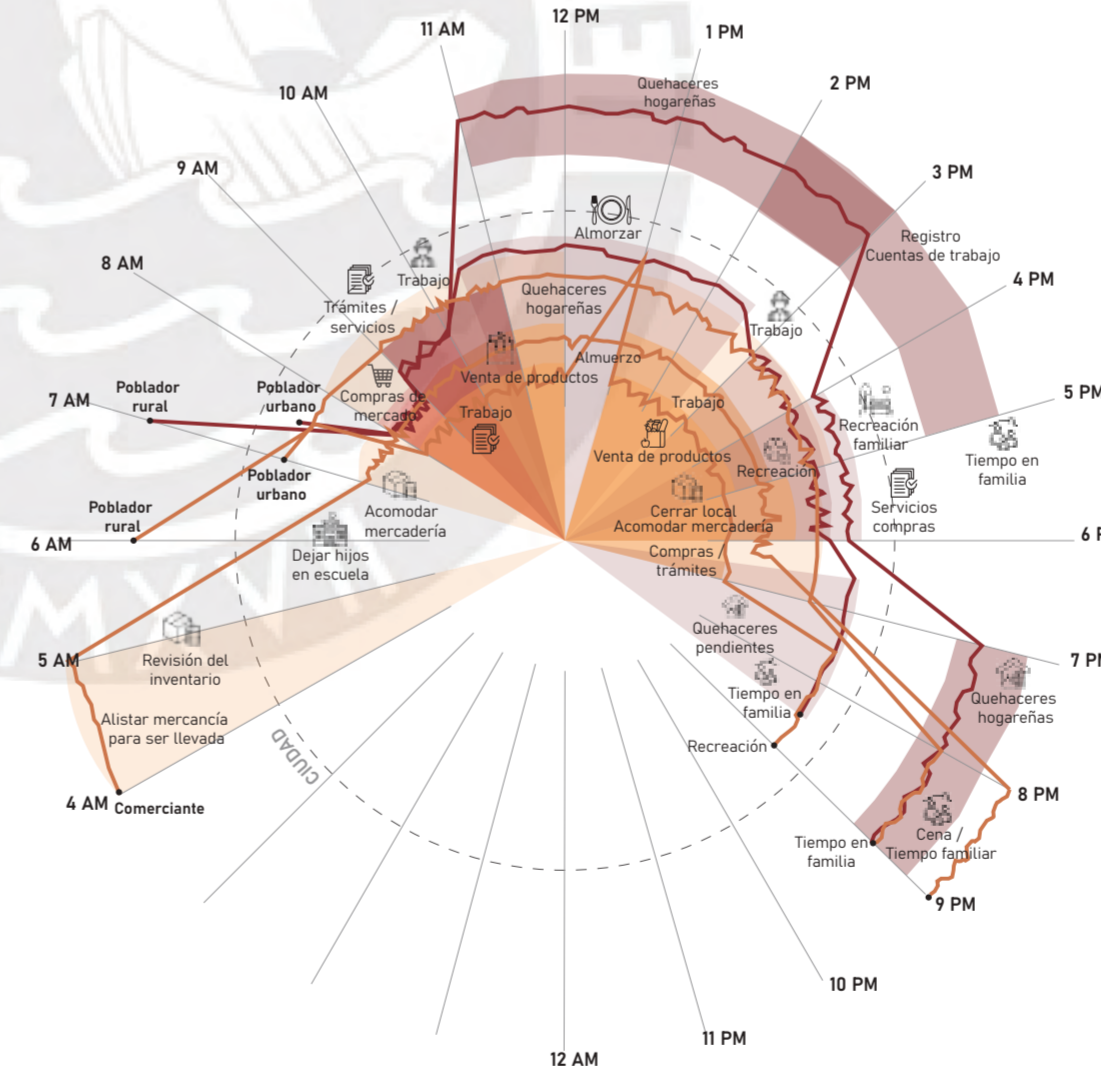 12 PM
11 AM
1 PM
10 AM
2 PM
9 AM
3 PM
8 AM
4 PM
7 AM
5 PM
6 AM
6 P
5 AM
7 PM
4 AM
8 PM
9 PM
10 PM
11 PM
12 AM
Quehaceres
hogareñas
Registro
Cuentas de trabajo
Almorzar
Trabajo
Trámites /
servicios
Quehaceres
hogareñas
Trabajo
Almuerzo
Venta de productos
Compras de
mercado
Trabajo
Trabajo
Venta de productos
Recreación
Recreación
familiar
Tiempo en
familia
Poblador
rural
Poblador
urbano
Poblador
urbano
Poblador
rural
Acomodar
mercadería
Dejar hijos
en escuela
Cerrar local
Acomodar mercadería
Servicios
compras
Compras /
trámites
Revisión del
inventario
Alistar mercancía
para ser llevada
Comerciante
CIUDAD
Quehaceres
pendientes
Tiempo en
familia
Recreación
Quehaceres
hogareñas
Tiempo en
familia
Cena /
Tiempo familiar
MXVII